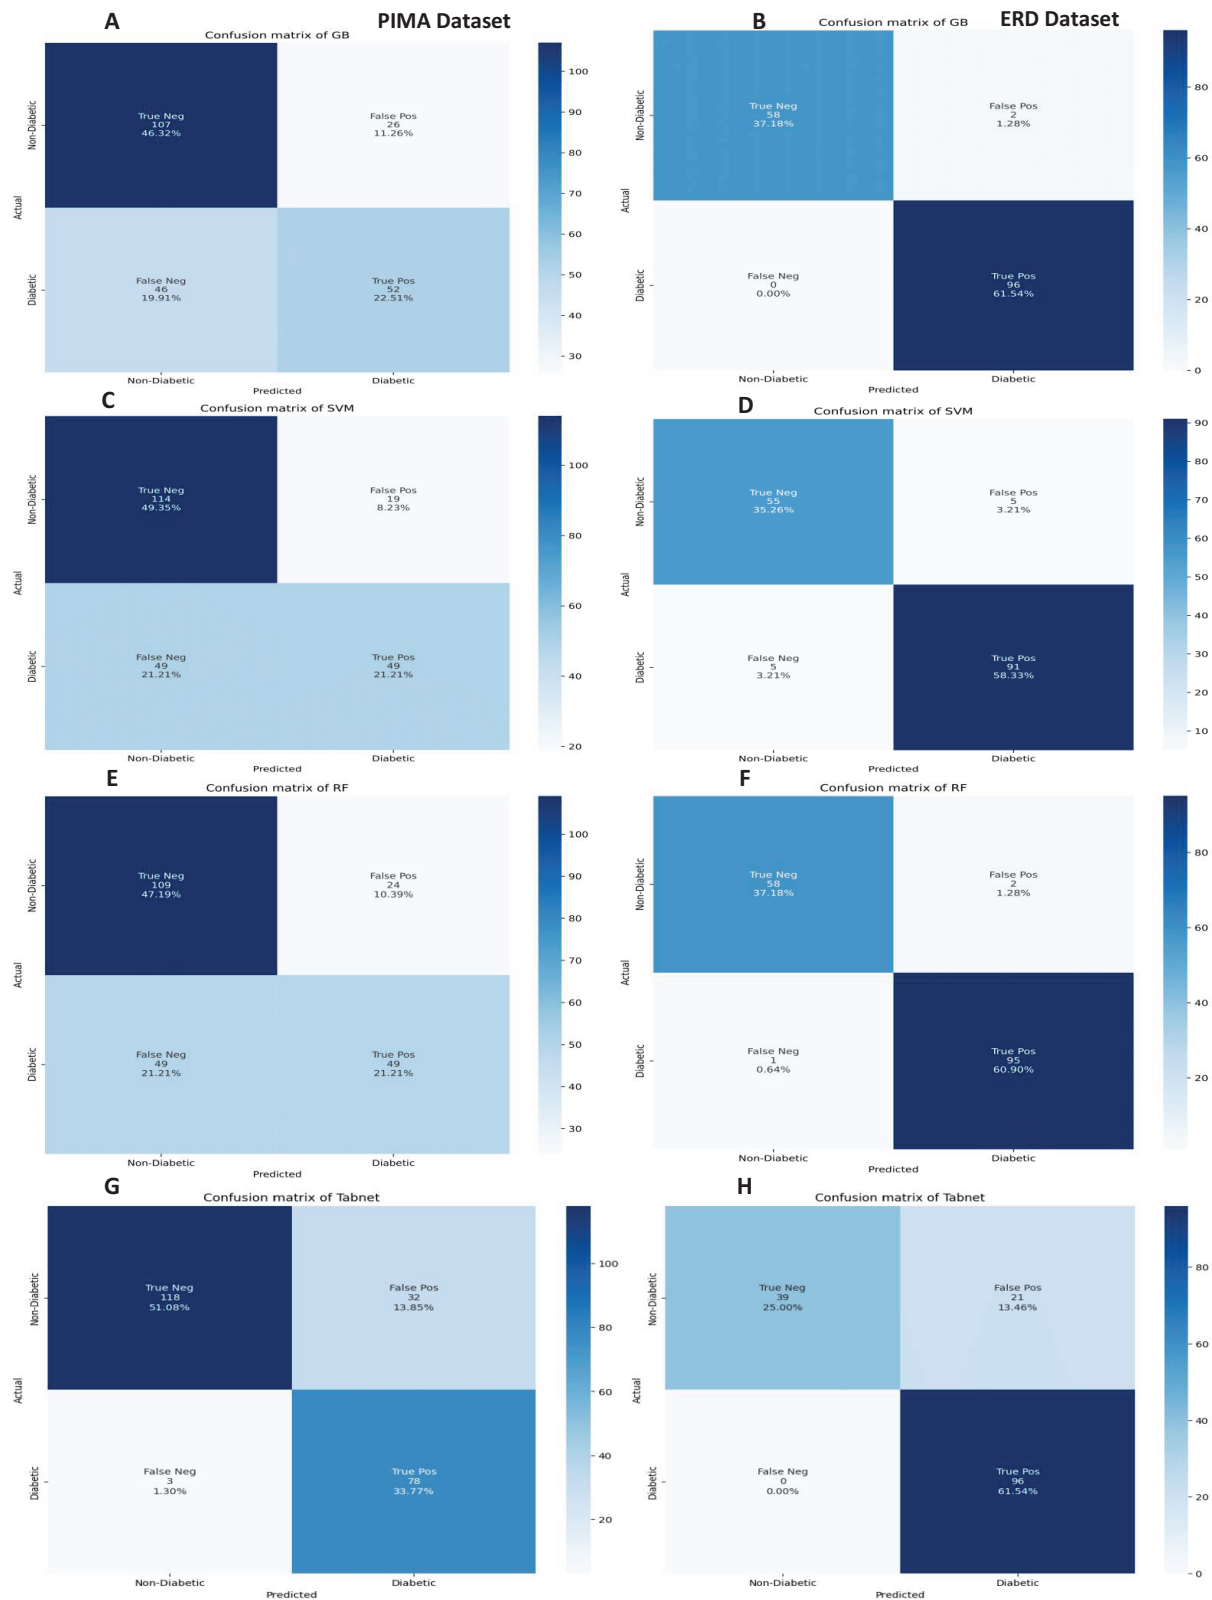 A
PIMA Dataset
Confusion matrix of GB
Non-Diabetic
Actual
Diabetic
True Neg
107
46.32%
False Pos
26
11.26%
False Neg
46
19.91%
True Pos
52
22.51%
Non-Diabetic
Diabetic
Predicted
100
90
80
70
60
50
40
30
B
ERD Dataset
Confusion matrix of GB
Non-Diabetic
Actual
Diabetic
True Neg
58
37.18%
False Pos
2
1.28%
False Neg
0
0.00%
True Pos
96
61.54%
Non-Diabetic
Diabetic
Predicted
80
60
40
20
0
C
Confusion matrix of SVM
Non-Diabetic
Actual
Diabetic
True Neg
114
49.35%
False Pos
19
8.23%
False Neg
49
21.21%
True Pos
49
21.21%
Non-Diabetic
Diabetic
Predicted
100
80
60
40
20
D
Confusion matrix of SVM
Non-Diabetic
Actual
Diabetic
True Neg
55
35.26%
False Pos
5
3.21%
False Neg
5
3.21%
True Pos
91
58.33%
Non-Diabetic
Diabetic
Predicted
90
80
70
60
50
40
30
20
10
E
Confusion matrix of RF
Non-Diabetic
Actual
Diabetic
True Neg
109
47.19%
False Pos
24
10.39%
False Neg
49
21.21%
True Pos
49
21.21%
Non-Diabetic
Diabetic
Predicted
100
90
80
70
60
50
40
30
F
Confusion matrix of RF
Non-Diabetic
Actual
Diabetic
True Neg
58
37.18%
False Pos
2
1.28%
False Neg
1
0.64%
True Pos
95
60.90%
Non-Diabetic
Diabetic
Predicted
80
60
40
20
G
Confusion matrix of Tabnet
Non-Diabetic
Actual
Diabetic
True Neg
118
51.08%
False Pos
32
13.85%
False Neg
3
1.30%
True Pos
78
33.77%
Non-Diabetic
Diabetic
Predicted
100
80
60
40
20
H
Confusion matrix of Tabnet
Non-Diabetic
Actual
Diabetic
True Neg
39
25.00%
False Pos
21
13.46%
False Neg
0
0.00%
True Pos
96
61.54%
Non-Diabetic
Diabetic
Predicted
80
60
40
20
0